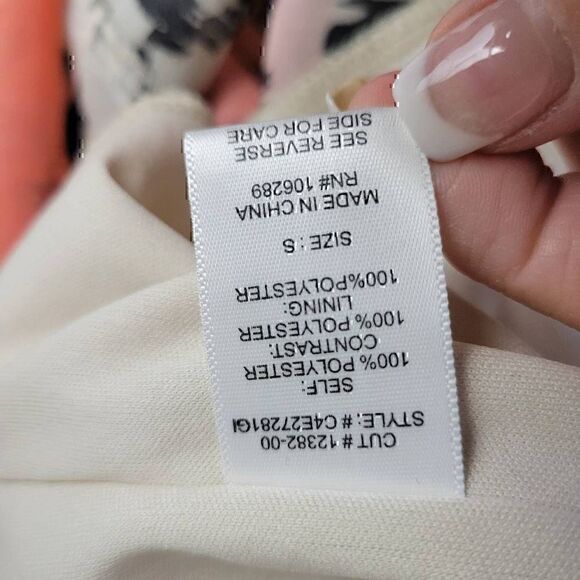 CUT # 12382-00
STYLE: # C4E27281GI
SELF:
100% POLYESTER
CONTRAST:
100%POLYESTER
LINING:
100%POLYESTER
SIZE : S
MADE IN CHINA
RN# 106289
SEE REVERSE
SIDE FOR CARE